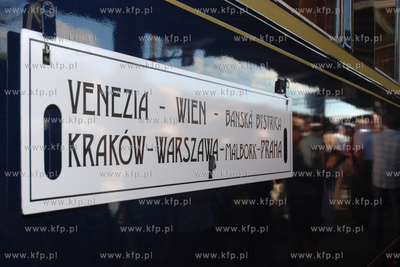 VENEZIA - WIEN - BANSKÁ BYSTRICA
KRAKÓW-WARSZAWA-MALBORK-PRAHA
www.kfp.pl